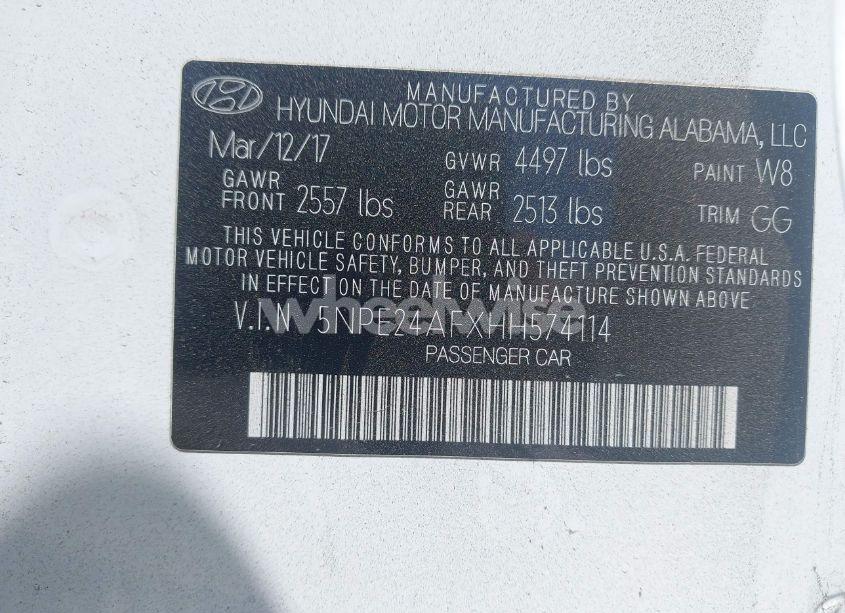 MANUFACTURED BY
HYUNDAI MOTOR MANUFACTURING ALABAMA, LLC
Mar/12/17 GVWR 4497 lbs PAINT W8
GAWR FRONT 2557 lbs GAWR REAR 2513 lbs TRIM GG
THIS VEHICLE CONFORMS TO ALL APPLICABLE U.S.A. FEDERAL
MOTOR VEHICLE SAFETY, BUMPER, AND THEFT PREVENTION STANDARDS
IN EFFECT ON THE DATE OF MANUFACTURE SHOWN ABOVE
wheelwise
V.I.N 5NPE24AFXHH574114
PASSENGER CAR